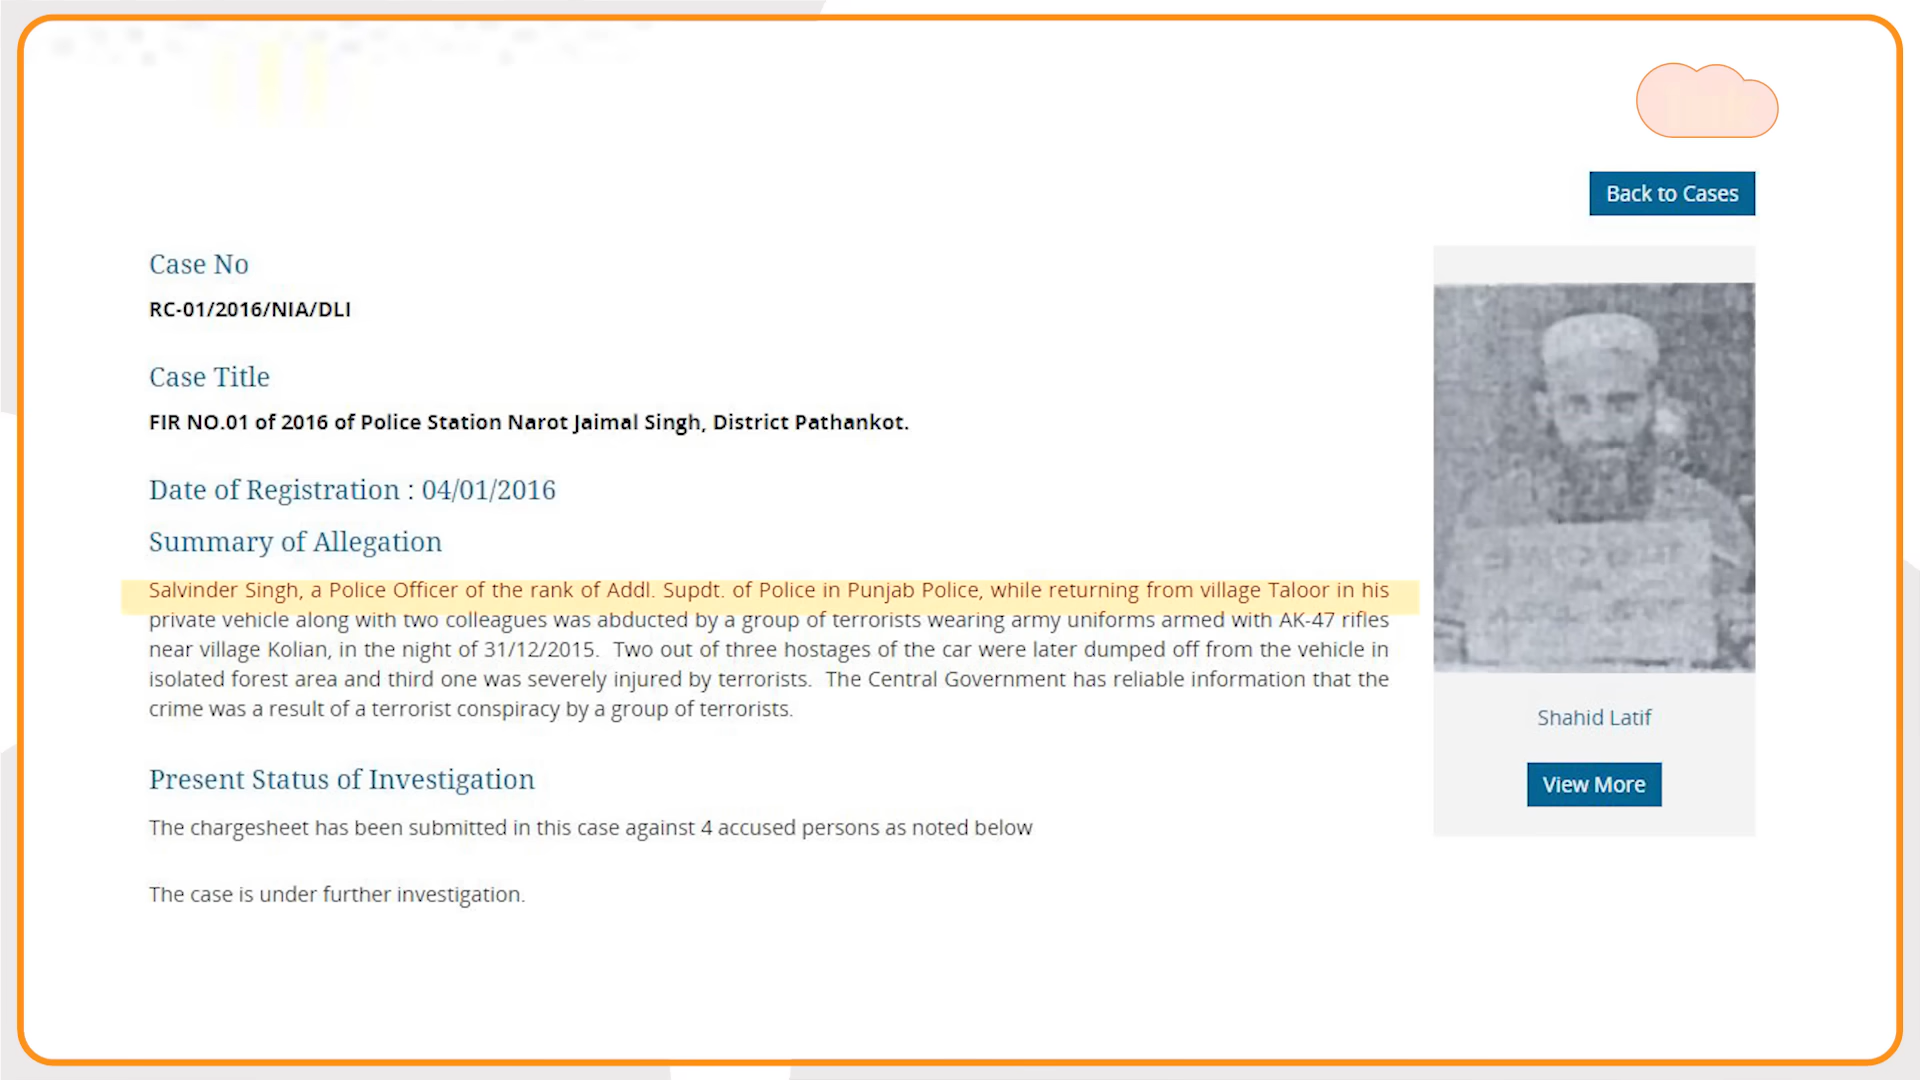 Back to Cases
Case No
RC-01/2016/NIA/DLI
Case Title
FIR NO.01 of 2016 of Police Station Narot Jaimal Singh, District Pathankot.
Date of Registration : 04/01/2016
Summary of Allegation
Salvinder Singh, a Police Officer of the rank of Addl. Supdt. of Police in Punjab Police, while returning from village Taloor in his
private vehicle along with two colleagues was abducted by a group of terrorists wearing army uniforms armed with AK-47 rifles
near village Kolian, in the night of 31/12/2015. Two out of three hostages of the car were later dumped off from the vehicle in
isolated forest area and third one was severely injured by terrorists. The Central Government has reliable information that the
crime was a result of a terrorist conspiracy by a group of terrorists.
Present Status of Investigation
The chargesheet has been submitted in this case against 4 accused persons as noted below
The case is under further investigation.
Shahid Latif
View More